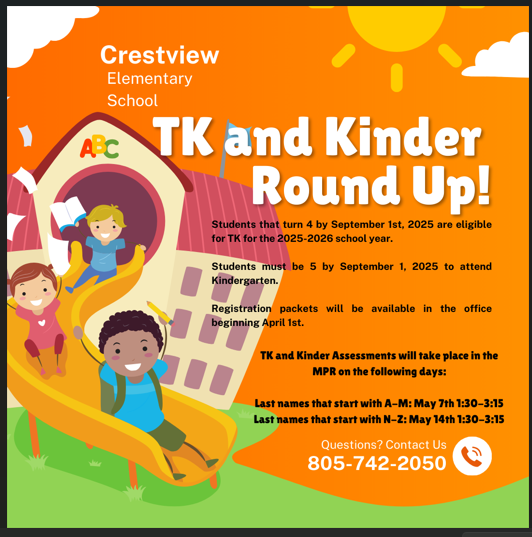 Crestview
Elementary
School
ABC
TK and Kinder
Round Up!
Students that turn 4 by September 1st, 2025 are eligible
for TK for the 2025-2026 school year.
Students must be 5 by September 1, 2025 to attend
Kindergarten.
Registration packets will be available in the office
beginning April 1st.
TK and Kinder Assessments will take place in the
MPR on the following days:
Last names that start with A-M: May 7th 1:30-3:15
Last names that start with N-Z: May 14th 1:30-3:15
Questions? Contact Us
805-742-2050